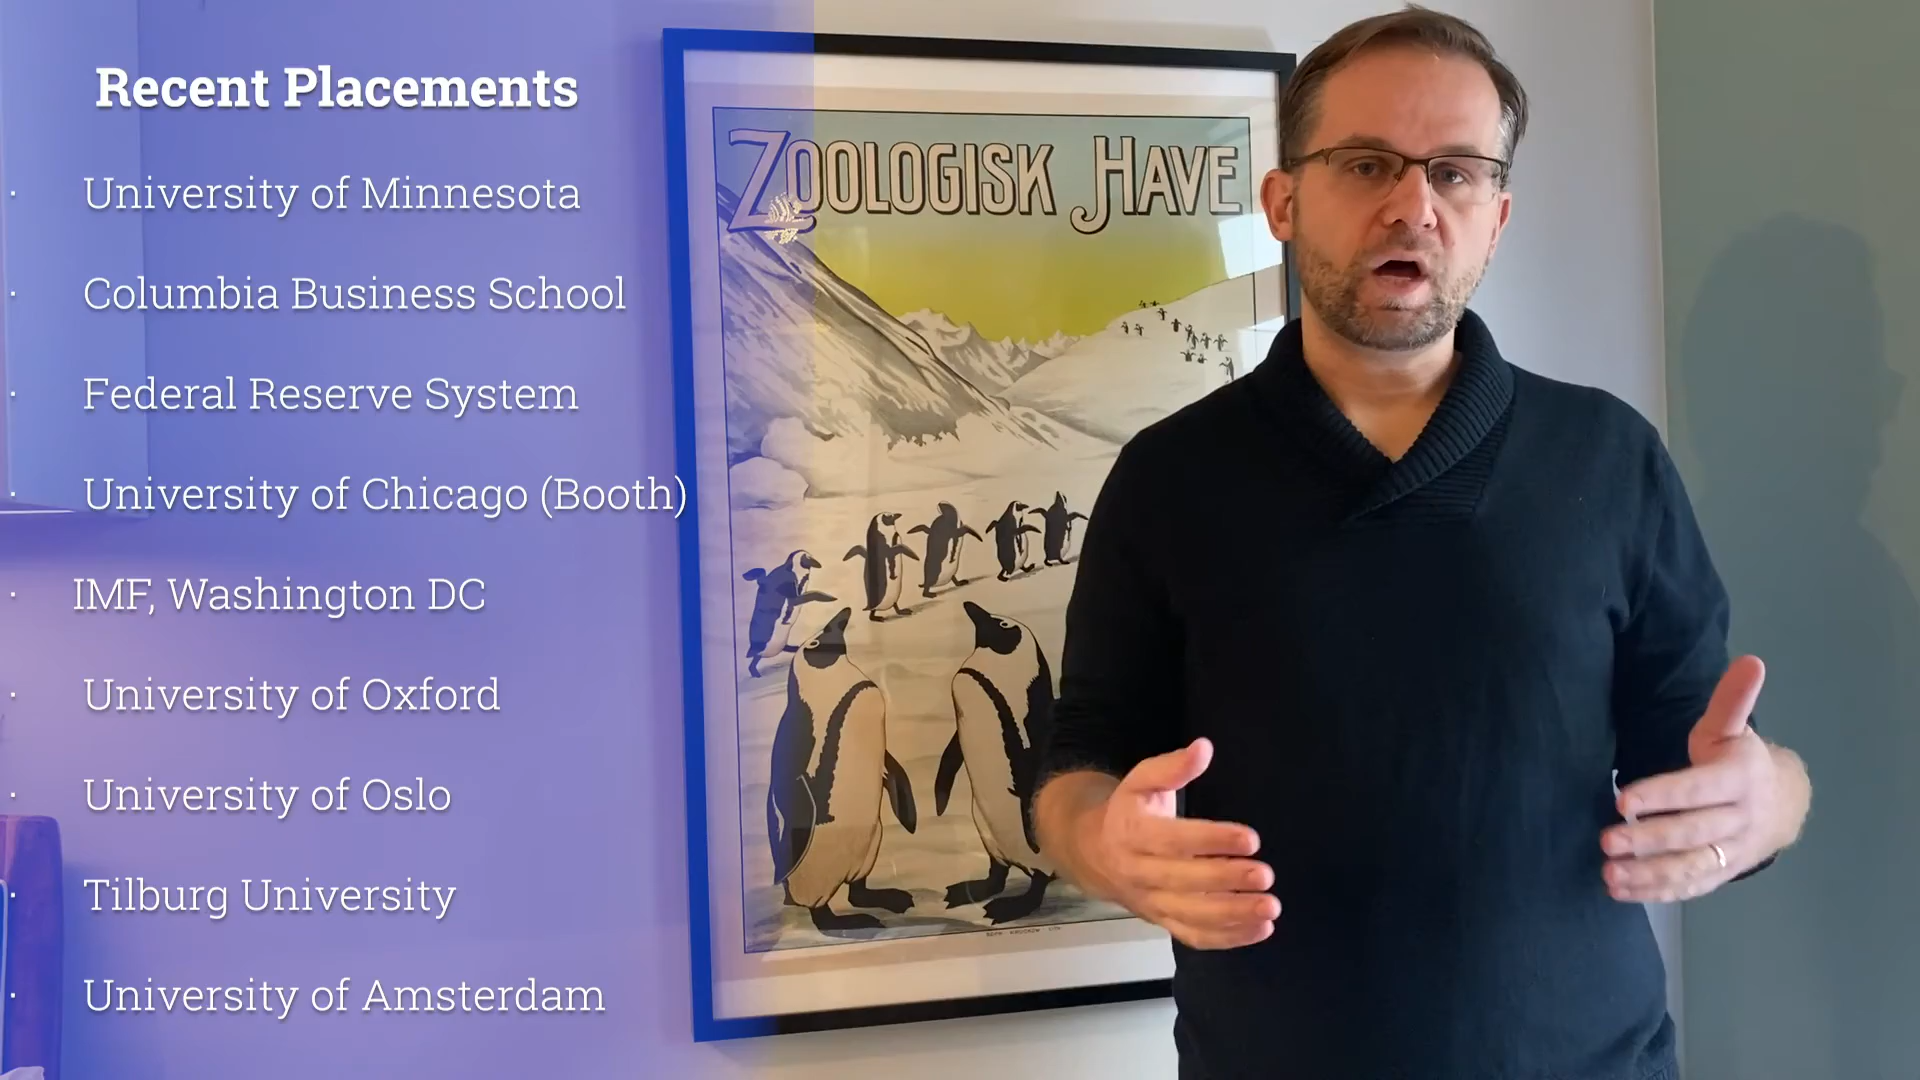 Recent Placements
· University of Minnesota
· Columbia Business School
· Federal Reserve System
· University of Chicago (Booth)
· IMF, Washington DC
· University of Oxford
· University of Oslo
· Tilburg University
· University of Amsterdam
ZOOLOGISK HAVE